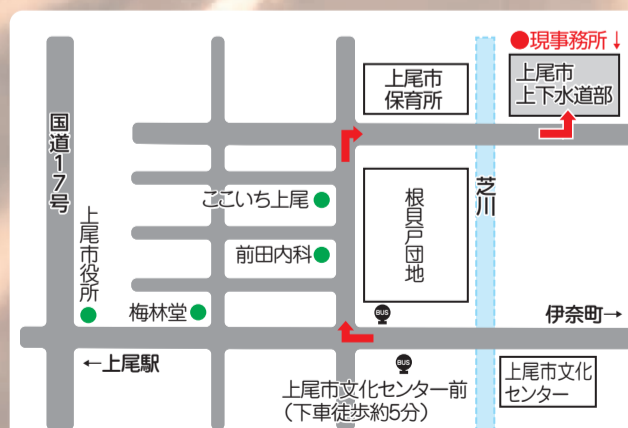 ●現事務所↓
上尾市
上下水道部
上尾市
保育所
国道17号
芝川
ここいち上尾
根貝戸団地
上尾市役所
前田内科
梅林堂
BUS
伊奈町→
←上尾駅
BUS
上尾市文化センター前
（下車徒歩約5分）
上尾市文化
センター